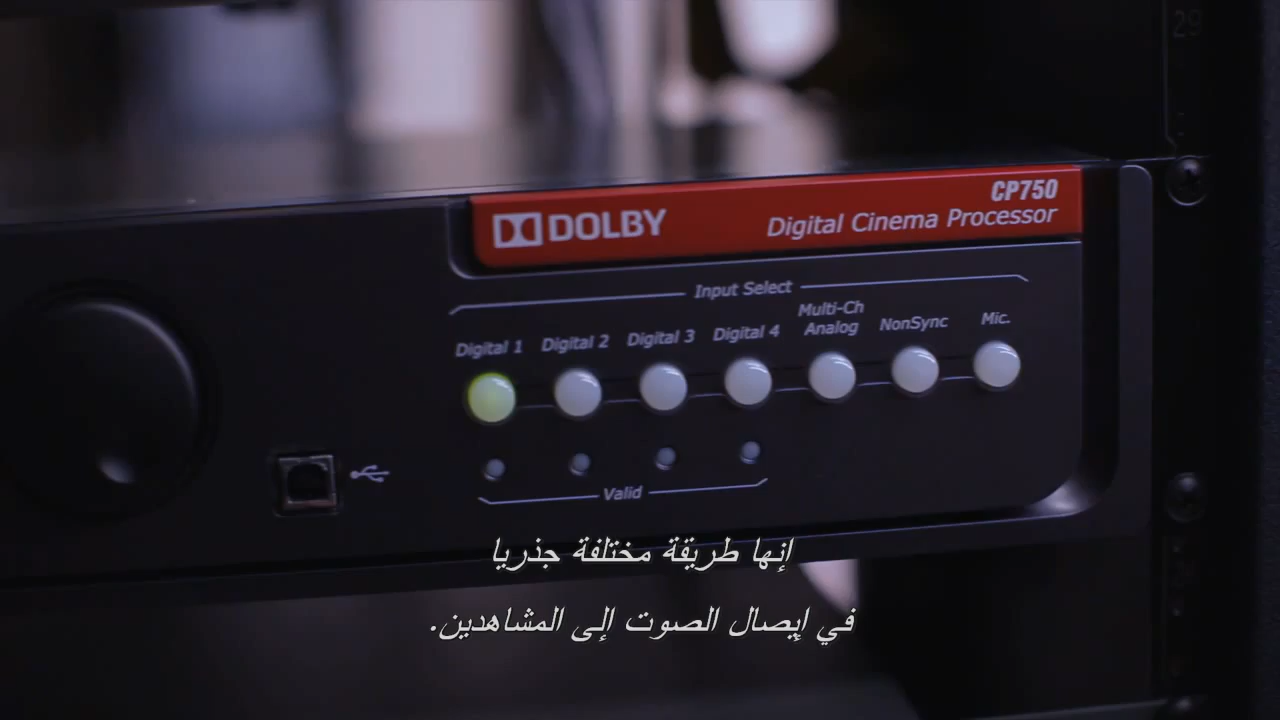 29
DOLBY
CP750
Digital Cinema Processor
Input Select
Digital 1
Digital 2
Digital 3
Digital 4
Multi-Ch
Analog
NonSync
Mic.
Valid
إنها طريقة مختلفة جذريا
في إيصال الصوت إلى المشاهدين.